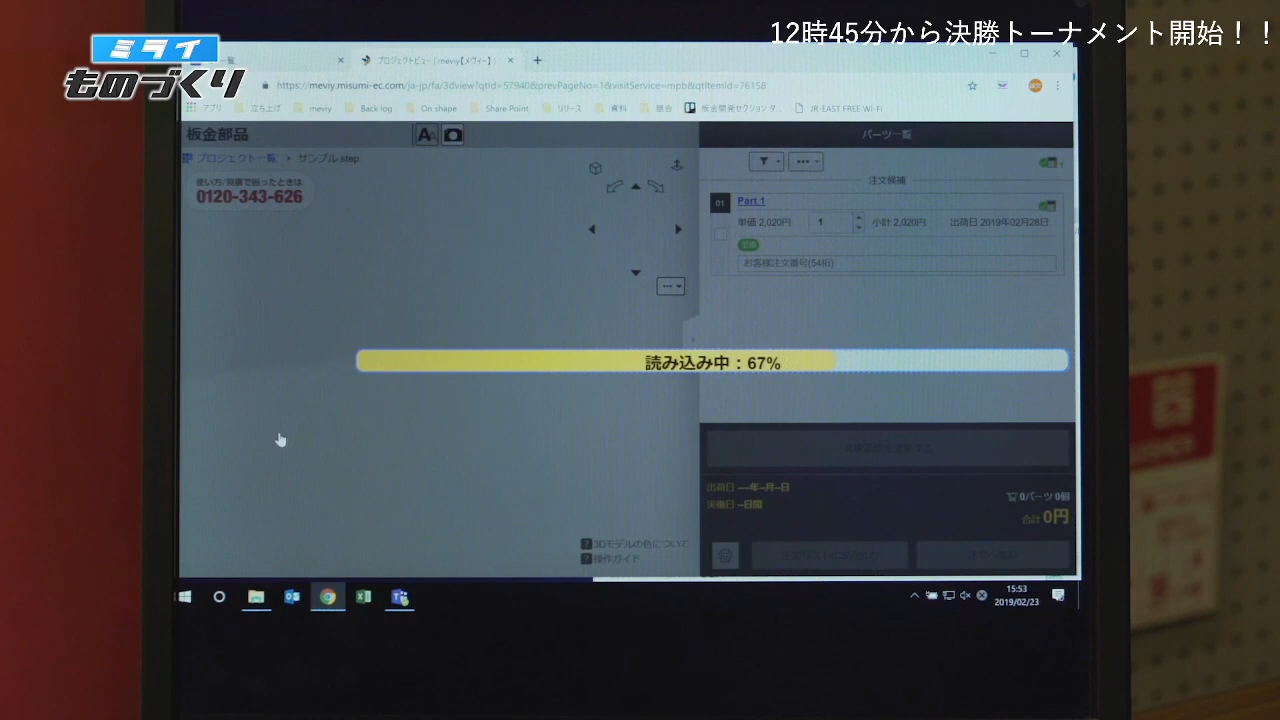 12時45分から決勝トーナメント開始！！
ミライ
ものづくり
プロジェクトビュー | meviy【メヴィー】
https://meviy.misumi-ec.com/ja-jp/fa/3dview?qtId=57940&prevPageNo=1&visitService=mpb&qtItemId=76158
アプリ 立ち上げ meviy Back log On shape Share Point リリース 資料 競合 板金開発セクションタ... JR-EAST FREE Wi-Fi
板金部品
パーツ一覧
プロジェクト一覧 › サンプル.step
使い方/見積で困ったときは
0120-343-626
注文候補
01 Part 1
単価 2,020円 1 小計 2,020円 出荷日 2019年02月28日
お客様注文番号(54桁)
読み込み中：67%
出荷日 ----年--月--日
実働日 --日間
0パーツ 0個
合計 0円
? 3Dモデルの色について
? 操作ガイド
15:53
2019/02/23